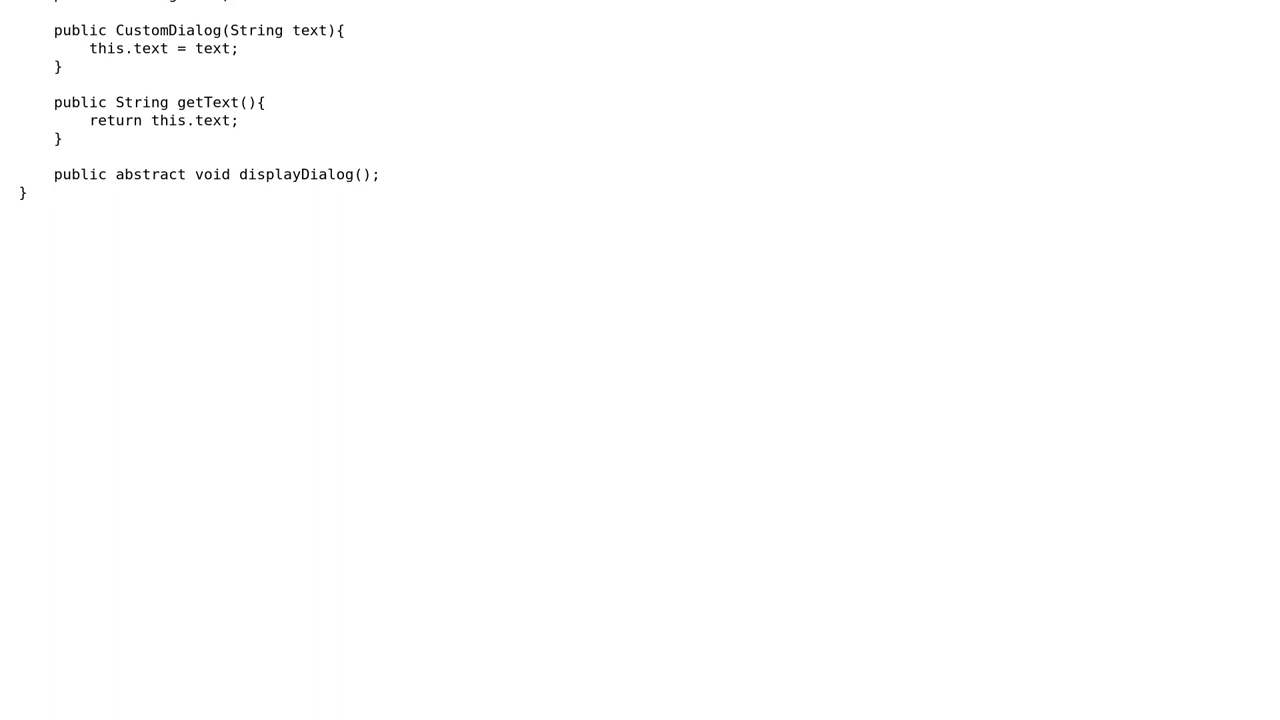 public CustomDialog(String text){
        this.text = text;
    }

    public String getText(){
        return this.text;
    }

    public abstract void displayDialog();
}